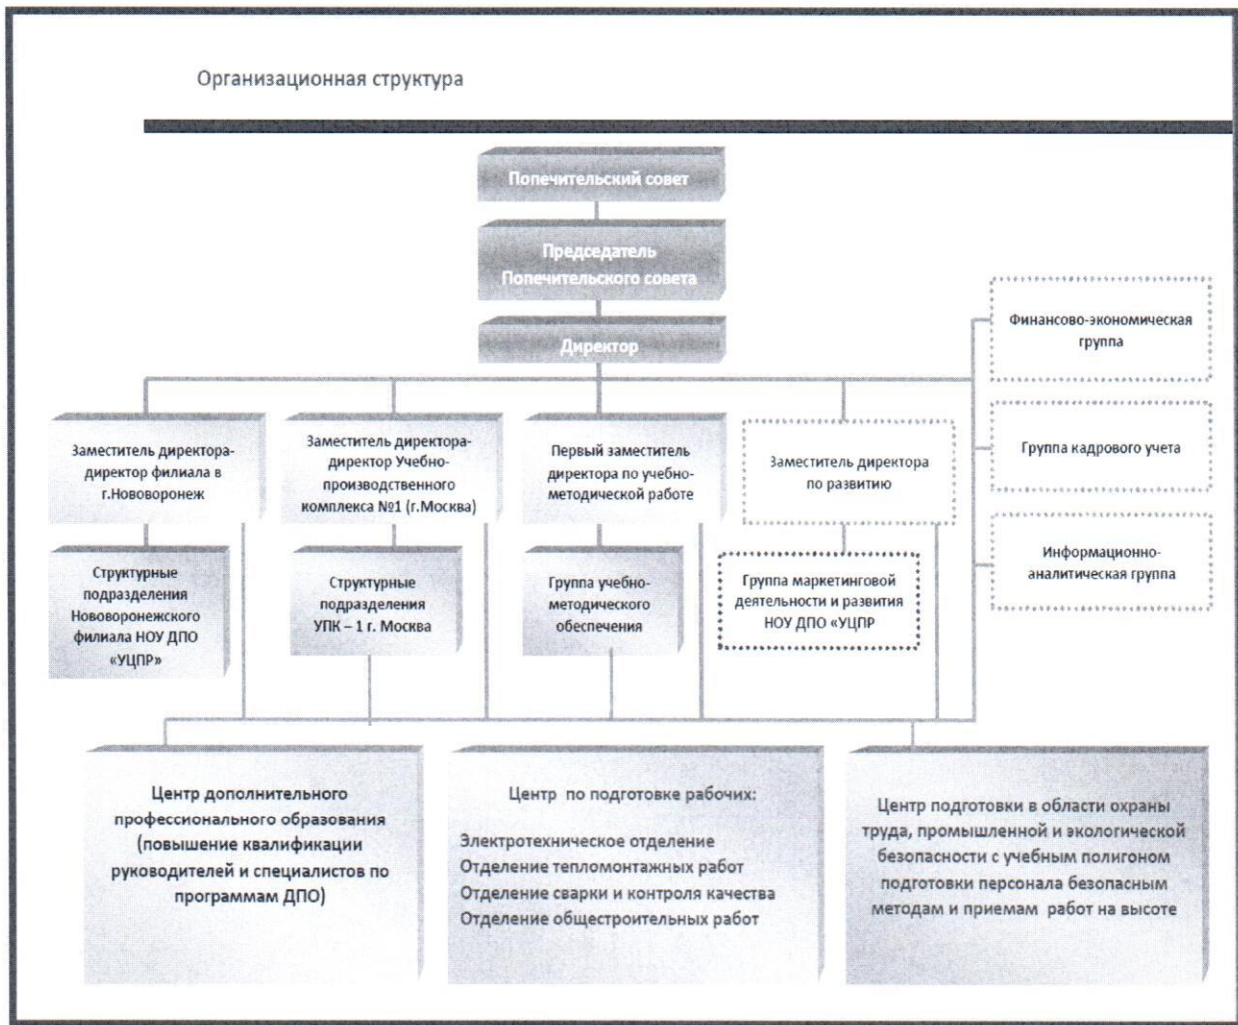 Организационная структура
Попечительский совет
Председатель
Попечительского совета
Директор
Финансово-экономическая
группа
Группа кадрового учета
Информационно-
аналитическая группа
Заместитель директора-
директор филиала в
г.Нововоронеж
Заместитель директора-
директор Учебно-
производственного
комплекса №1 (г.Москва)
Первый заместитель
директора по учебно-
методической работе
Заместитель директора
по развитию
Структурные
подразделения
Нововоронежского
филиала НОУ ДПО
«УЦПР»
Структурные
подразделения
УПК – 1 г. Москва
Группа учебно-
методического
обеспечения
Группа маркетинговой
деятельности и развития
НОУ ДПО «УЦПР
Центр дополнительного
профессионального образования
(повышение квалификации
руководителей и специалистов по
программам ДПО)
Центр по подготовке рабочих:
Электротехническое отделение
Отделение тепломонтажных работ
Отделение сварки и контроля качества
Отделение общестроительных работ
Центр подготовки в области охраны
труда, промышленной и экологической
безопасности с учебным полигоном
подготовки персонала безопасным
методам и приемам работ на высоте